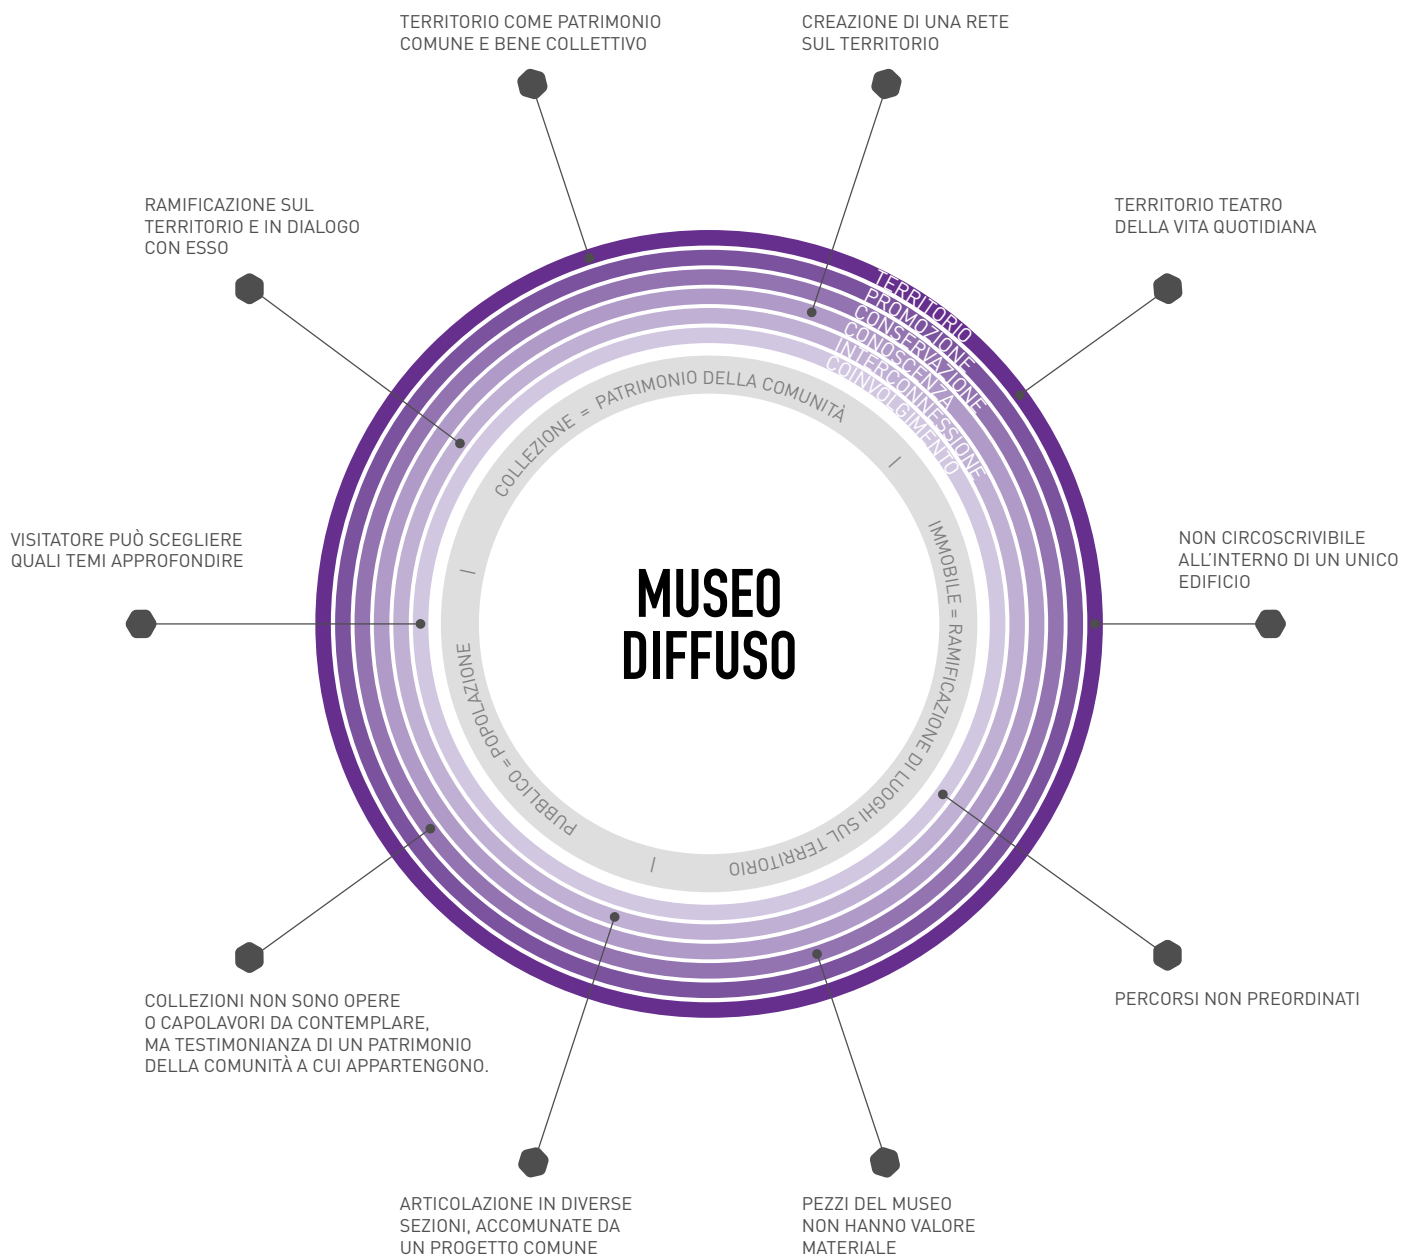 TERRITORIO COME PATRIMONIO
COMUNE E BENE COLLETTIVO
CREAZIONE DI UNA RETE
SUL TERRITORIO
RAMIFICAZIONE SUL
TERRITORIO E IN DIALOGO
CON ESSO
TERRITORIO TEATRO
DELLA VITA QUOTIDIANA
TERRITORIO
PROMOZIONE
CONSERVAZIONE
CONOSCENZA
INTERCONNESSIONE
COINVOLGIMENTO
COLLEZIONE = PATRIMONIO DELLA COMUNITÀ
|
IMMOBILE = RAMIFICAZIONE DI LUOGHI SUL TERRITORIO
|
PUBBLICO = POPOLAZIONE
|
MUSEO
DIFFUSO
VISITATORE PUÒ SCEGLIERE
QUALI TEMI APPROFONDIRE
NON CIRCOSCRIVIBILE
ALL'INTERNO DI UN UNICO
EDIFICIO
COLLEZIONI NON SONO OPERE
O CAPOLAVORI DA CONTEMPLARE,
MA TESTIMONIANZA DI UN PATRIMONIO
DELLA COMUNITÀ A CUI APPARTENGONO.
PERCORSI NON PREORDINATI
ARTICOLAZIONE IN DIVERSE
SEZIONI, ACCOMUNATE DA
UN PROGETTO COMUNE
PEZZI DEL MUSEO
NON HANNO VALORE
MATERIALE